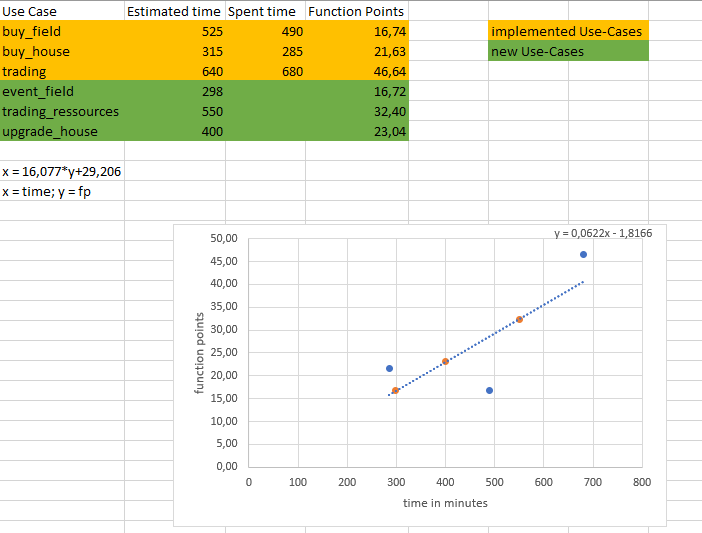 Use Case Estimated time Spent time Function Points
buy_field 525 490 16,74 implemented Use-Cases
buy_house 315 285 21,63 new Use-Cases
trading 640 680 46,64
event_field 298 16,72
trading_ressources 550 32,40
upgrade_house 400 23,04
x = 16,077*y+29,206
x = time; y = fp
y = 0,0622x - 1,8166
50,00
45,00
40,00
35,00
30,00
25,00
20,00
15,00
10,00
5,00
0,00
function points
0 100 200 300 400 500 600 700 800
time in minutes